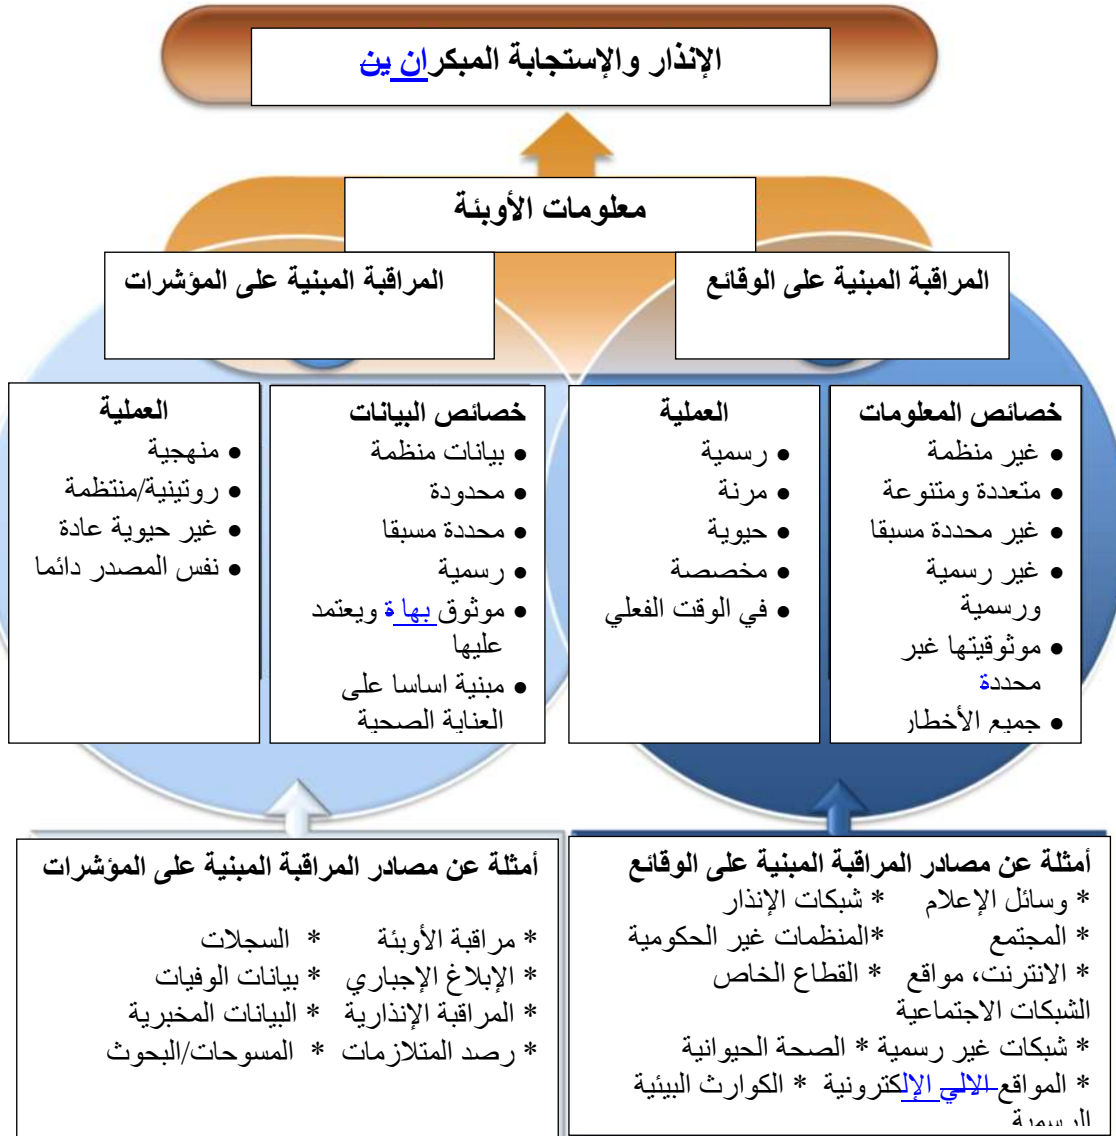 الإنذار والإستجابة المبكران ين
معلومات الأوبئة
المراقبة المبنية على الوقائع
المراقبة المبنية على المؤشرات
خصائص المعلومات
● غير منظمة
● متعددة ومتنوعة
● غير محددة مسبقا
● غير رسمية
ورسمية
● موثوقيتها غبر
محددة
● جميع الأخطار
العملية
● رسمية
● مرنة
● حيوية
● مخصصة
● في الوقت الفعلي
خصائص البيانات
● بيانات منظمة
● محدودة
● محددة مسبقا
● رسمية
● موثوق بها ة ويعتمد
عليها
● مبنية اساسا على
العناية الصحية
العملية
● منهجية
● روتينية/منتظمة
● غير حيوية عادة
● نفس المصدر دائما
أمثلة عن مصادر المراقبة المبنية على الوقائع
* وسائل الإعلام * شبكات الإنذار
* المجتمع *المنظمات غير الحكومية
* الانترنت، مواقع * القطاع الخاص
الشبكات الاجتماعية
* شبكات غير رسمية * الصحة الحيوانية
* المواقع الالي الإلكترونية * الكوارث البيئية
الرسمية
أمثلة عن مصادر المراقبة المبنية على المؤشرات
* مراقبة الأوبئة * السجلات
* الإبلاغ الإجباري * بيانات الوفيات
* المراقبة الإنذارية * البيانات المخبرية
* رصد المتلازمات * المسوحات/البحوث